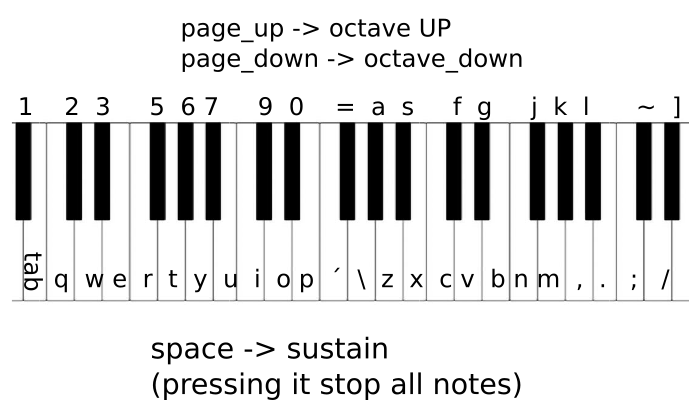 page_up -> octave UP
page_down -> octave_down
1 2 3 5 6 7 9 0 = a s f g j k l ~ ]
tab q w e r t y u i o p ´ \ z x c v b n m , . ; /
space -> sustain
(pressing it stop all notes)